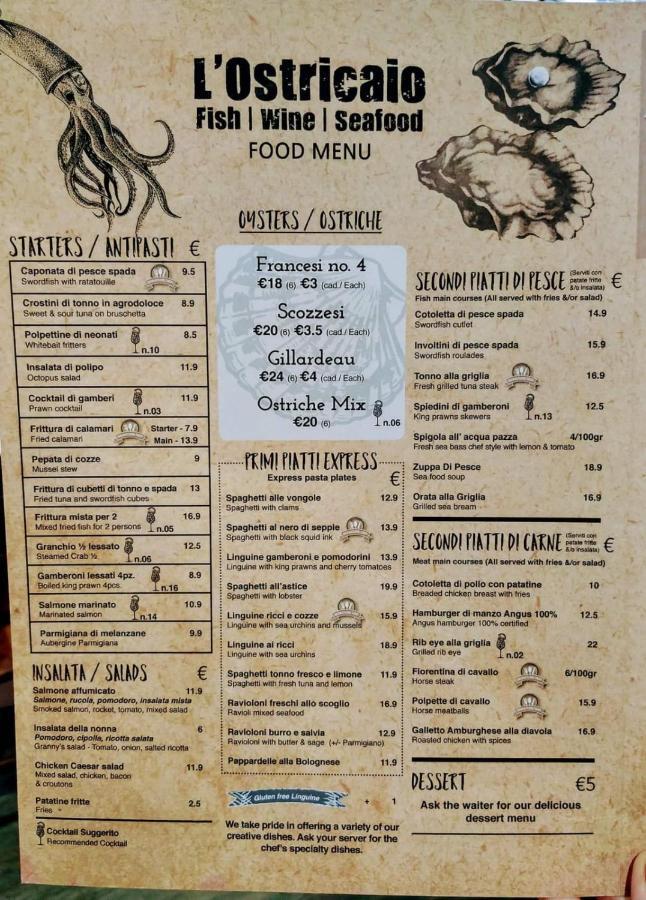 L'Ostricaio
Fish | Wine | Seafood
FOOD MENU
STARTERS / ANTIPASTI €
Caponata di pesce spada 9.5
Swordfish with ratatouille
Crostini di tonno in agrodoloce 8.9
Sweet & sour tuna on bruschetta
Polpettine di neonati 8.5
Whitebait fritters
n.10
Insalata di polipo 11.9
Octopus salad
Cocktail di gamberi 11.9
Prawn cocktail
n.03
Frittura di calamari Starter - 7.9
Fried calamari Main - 13.9
Pepata di cozze 9
Mussel stew
Frittura di cubetti di tonno e spada 13
Fried tuna and swordfish cubes
Frittura mista per 2 16.9
Mixed fried fish for 2 persons n.05
Granchio ½ lessato 12.5
Steamed Crab ½
n.06
Gamberoni lessati 4pz. 8.9
Boiled king prawn 4pcs.
n.16
Salmone marinato 10.9
Marinated salmon
n.14
Parmigiana di melanzane 9.9
Aubergine Parmigiana
INSALATA / SALADS €
Salmone affumicato 11.9
Salmone, rucola, pomodoro, insalata mista
Smoked salmon, rocket, tomato, mixed salad
Insalata della nonna 6
Pomodoro, cipolla, ricotta salata
Granny's salad - Tomato, onion, salted ricotta
Chicken Caesar salad 11.9
Mixed salad, chicken, bacon
& croutons
Patatine fritte 2.5
Fries
Cocktail Suggerito
Recommended Cocktail
OYSTERS / OSTRICHE
Francesi no. 4
€18 (6) €3 (cad./ Each)
Scozzesi
€20 (6) €3.5 (cad./ Each)
Gillardeau
€24 (6) €4 (cad./ Each)
Ostriche Mix
€20 (6)
n.06
PRIMI PIATTI EXPRESS
Express pasta plates €
Spaghetti alle vongole 12.9
Spaghetti with clams
Spaghetti al nero di seppie 13.9
Spaghetti with black squid ink
Linguine gamberoni e pomodorini 13.9
Linguine with king prawns and cherry tomatoes
Spaghetti all'astice 19.9
Spaghetti with lobster
Linguine ricci e cozze 15.9
Linguine with sea urchins and mussels
Linguine ai ricci 18.9
Linguine with sea urchins
Spaghetti tonno fresco e limone 11.9
Spaghetti with fresh tuna and lemon
Ravioloni freschi allo scoglio 16.9
Ravioli mixed seafood
Ravioloni burro e salvia 12.9
Ravioloni with butter & sage (+/- Parmigiano)
Pappardelle alla Bolognese 11.9
Gluten free Linguine + 1
We take pride in offering a variety of our
creative dishes. Ask your server for the
chef's specialty dishes.
SECONDI PIATTI DI PESCE (Serviti con patate fritte &/o insalata) €
Fish main courses (All served with fries &/or salad)
Cotoletta di pesce spada 14.9
Swordfish cutlet
Involtini di pesce spada 15.9
Swordfish roulades
Tonno alla griglia 16.9
Fresh grilled tuna steak
Spiedini di gamberoni 12.5
King prawns skewers
n.13
Spigola all' acqua pazza 4/100gr
Fresh sea bass chef style with lemon & tomato
Zuppa Di Pesce 18.9
Sea food soup
Orata alla Griglia 16.9
Grilled sea bream
SECONDI PIATTI DI CARNE (Serviti con patate fritte &/o insalata) €
Meat main courses (All served with fries &/or salad)
Cotoletta di pollo con patatine 10
Breaded chicken breast with fries
Hamburger di manzo Angus 100% 12.5
Angus hamburger 100% certified
Rib eye alla griglia 22
Grilled rib eye
n.02
Fiorentina di cavallo 6/100gr
Horse steak
Polpette di cavallo 15.9
Horse meatballs
Galletto Amburghese alla diavola 16.9
Roasted chicken with spices
DESSERT €5
Ask the waiter for our delicious
dessert menu